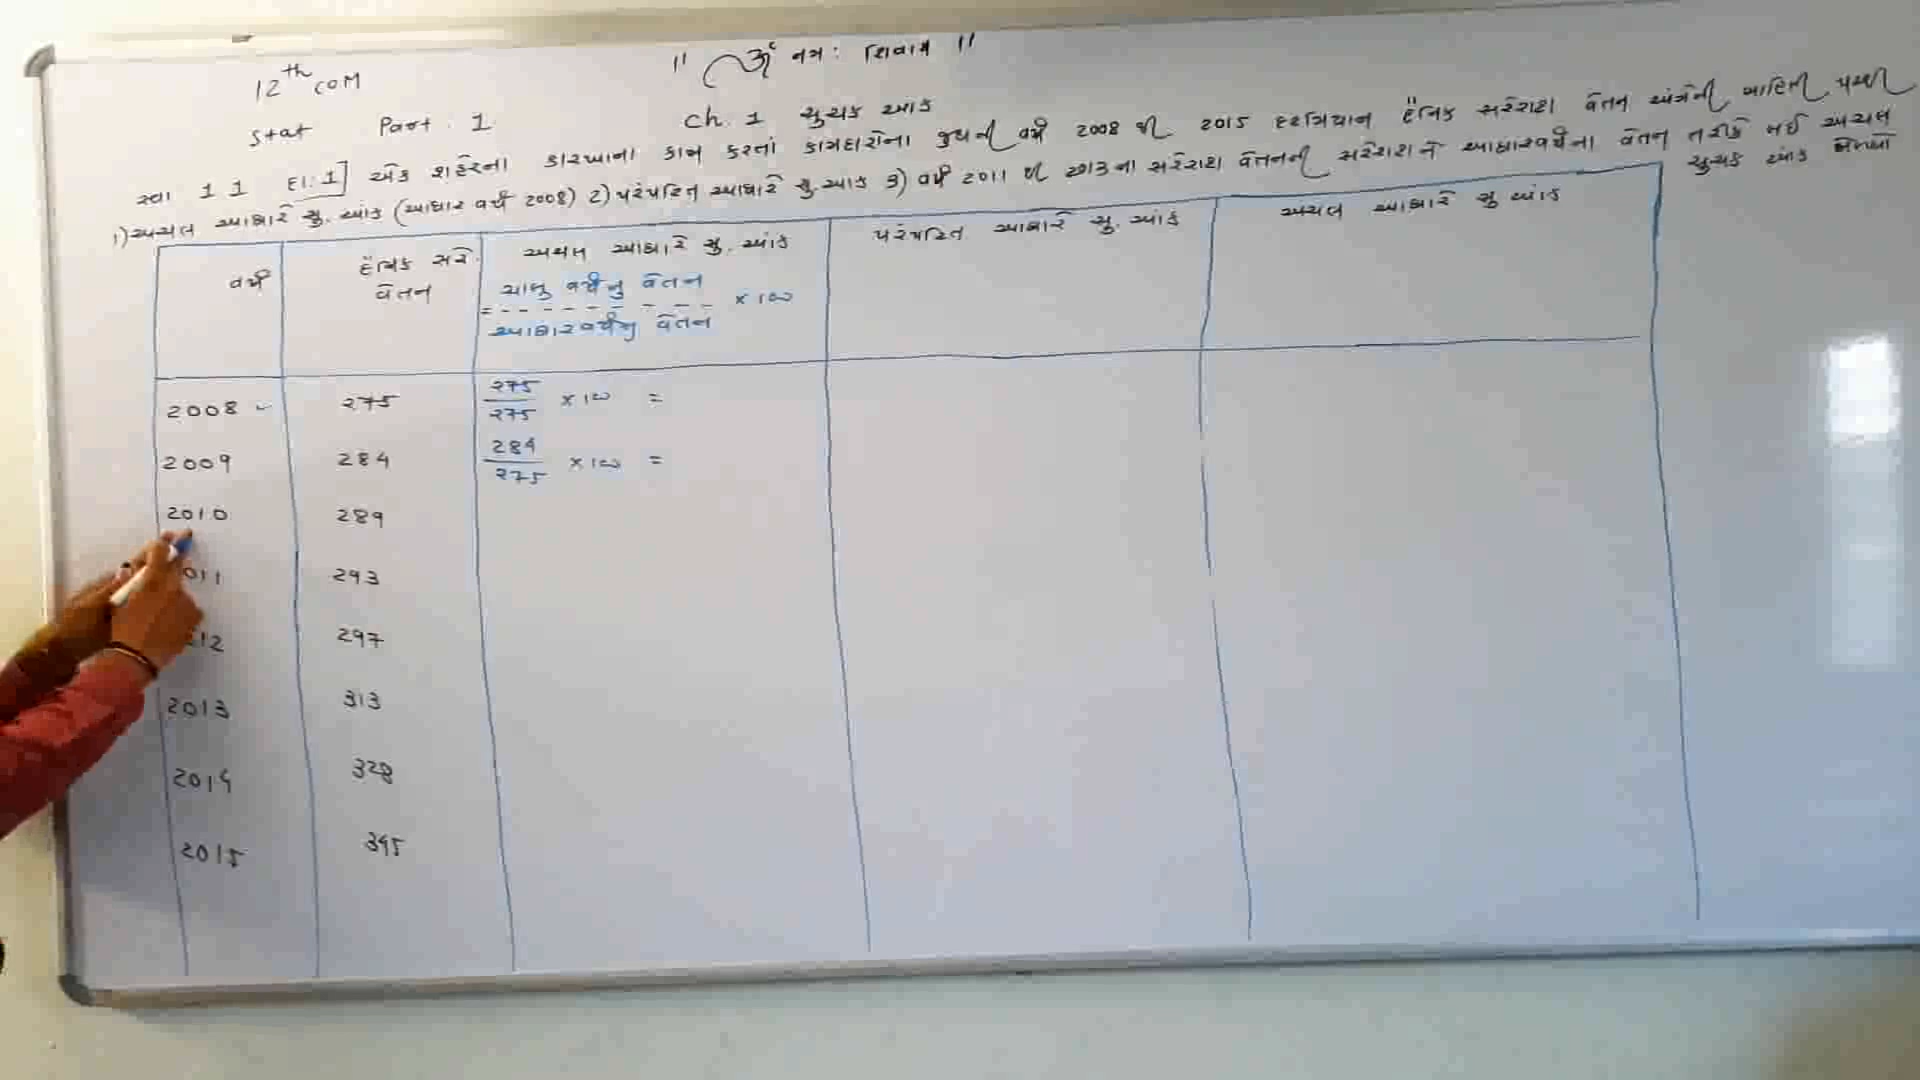 " ૐ નમ: શિવાય "
12th COM
Stat Part. 1 Ch. 1 સુચક આંક
સ્વા 1 1 દા.1] એક શહેરના કારખાના કામ કરતાં કામદારોના જુથની વર્ષ 2008 થી 2015 દરમિયાન દૈનિક સરેરાશ વેતન અંગેની માહિતી પરથી
1) અચલ આધારે સુ. આંક (આધાર વર્ષ 2008) 2) પરંપરિત આધારે સુ. આંક 3) વર્ષ 2011 થી 2013 ના સરેરાશ વેતનની સરેરાશને આધારવર્ષના વેતન તરીકે લઈ અચલ
સુચક આંક મેળવો
વર્ષ દૈનિક સરે. અચલ આધારે સુ. આંક પરંપરિત આધારે સુ. આંક અચલ આધારે સુ આંક
વેતન ચાલુ વર્ષનુ વેતન
= - - - - - - - - - × 100
આધારવર્ષનુ વેતન
2008 275 275/275 × 100 =
2009 284 284/275 × 100 =
2010 289
011 293
12 297
2013 313
2014 328
2015 345